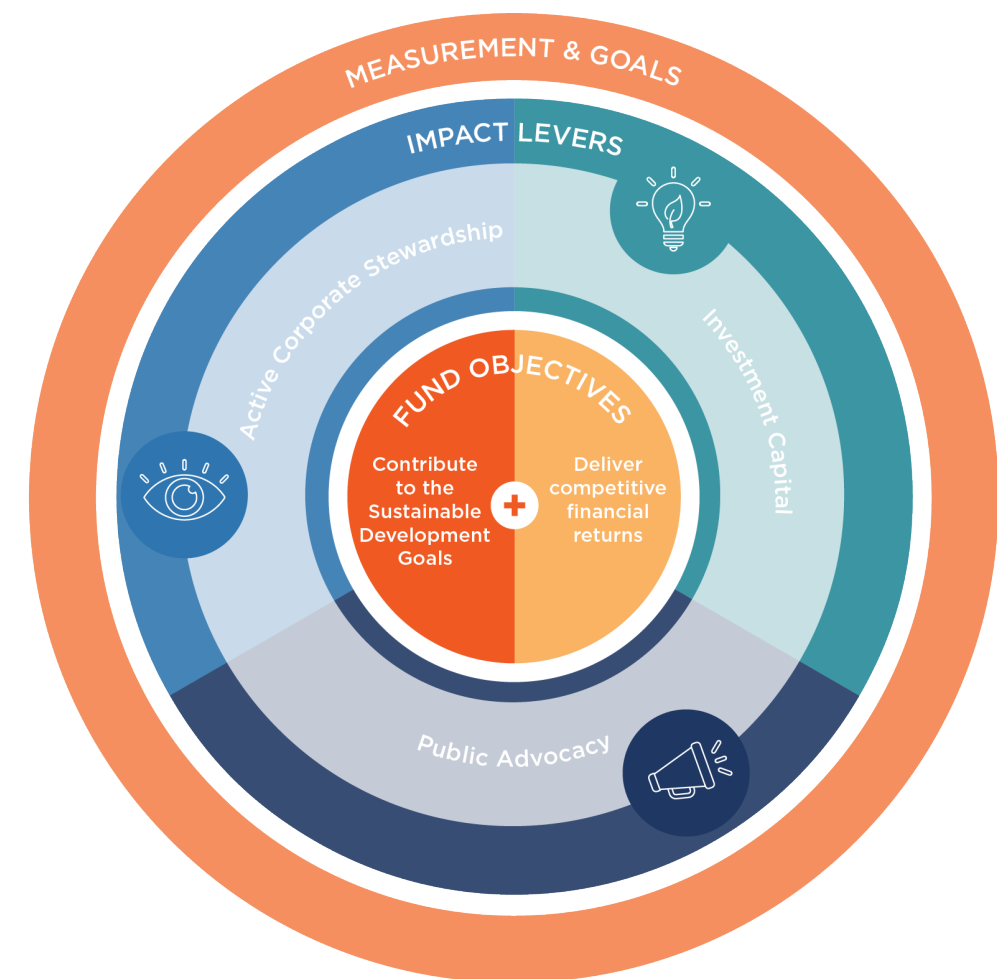 MEASUREMENT & GOALS
IMPACT LEVERS
Active Corporate Stewardship
Investment Capital
FUND OBJECTIVES
Contribute
to the
Sustainable
Development
Goals
+
Deliver
competitive
financial
returns
Public Advocacy